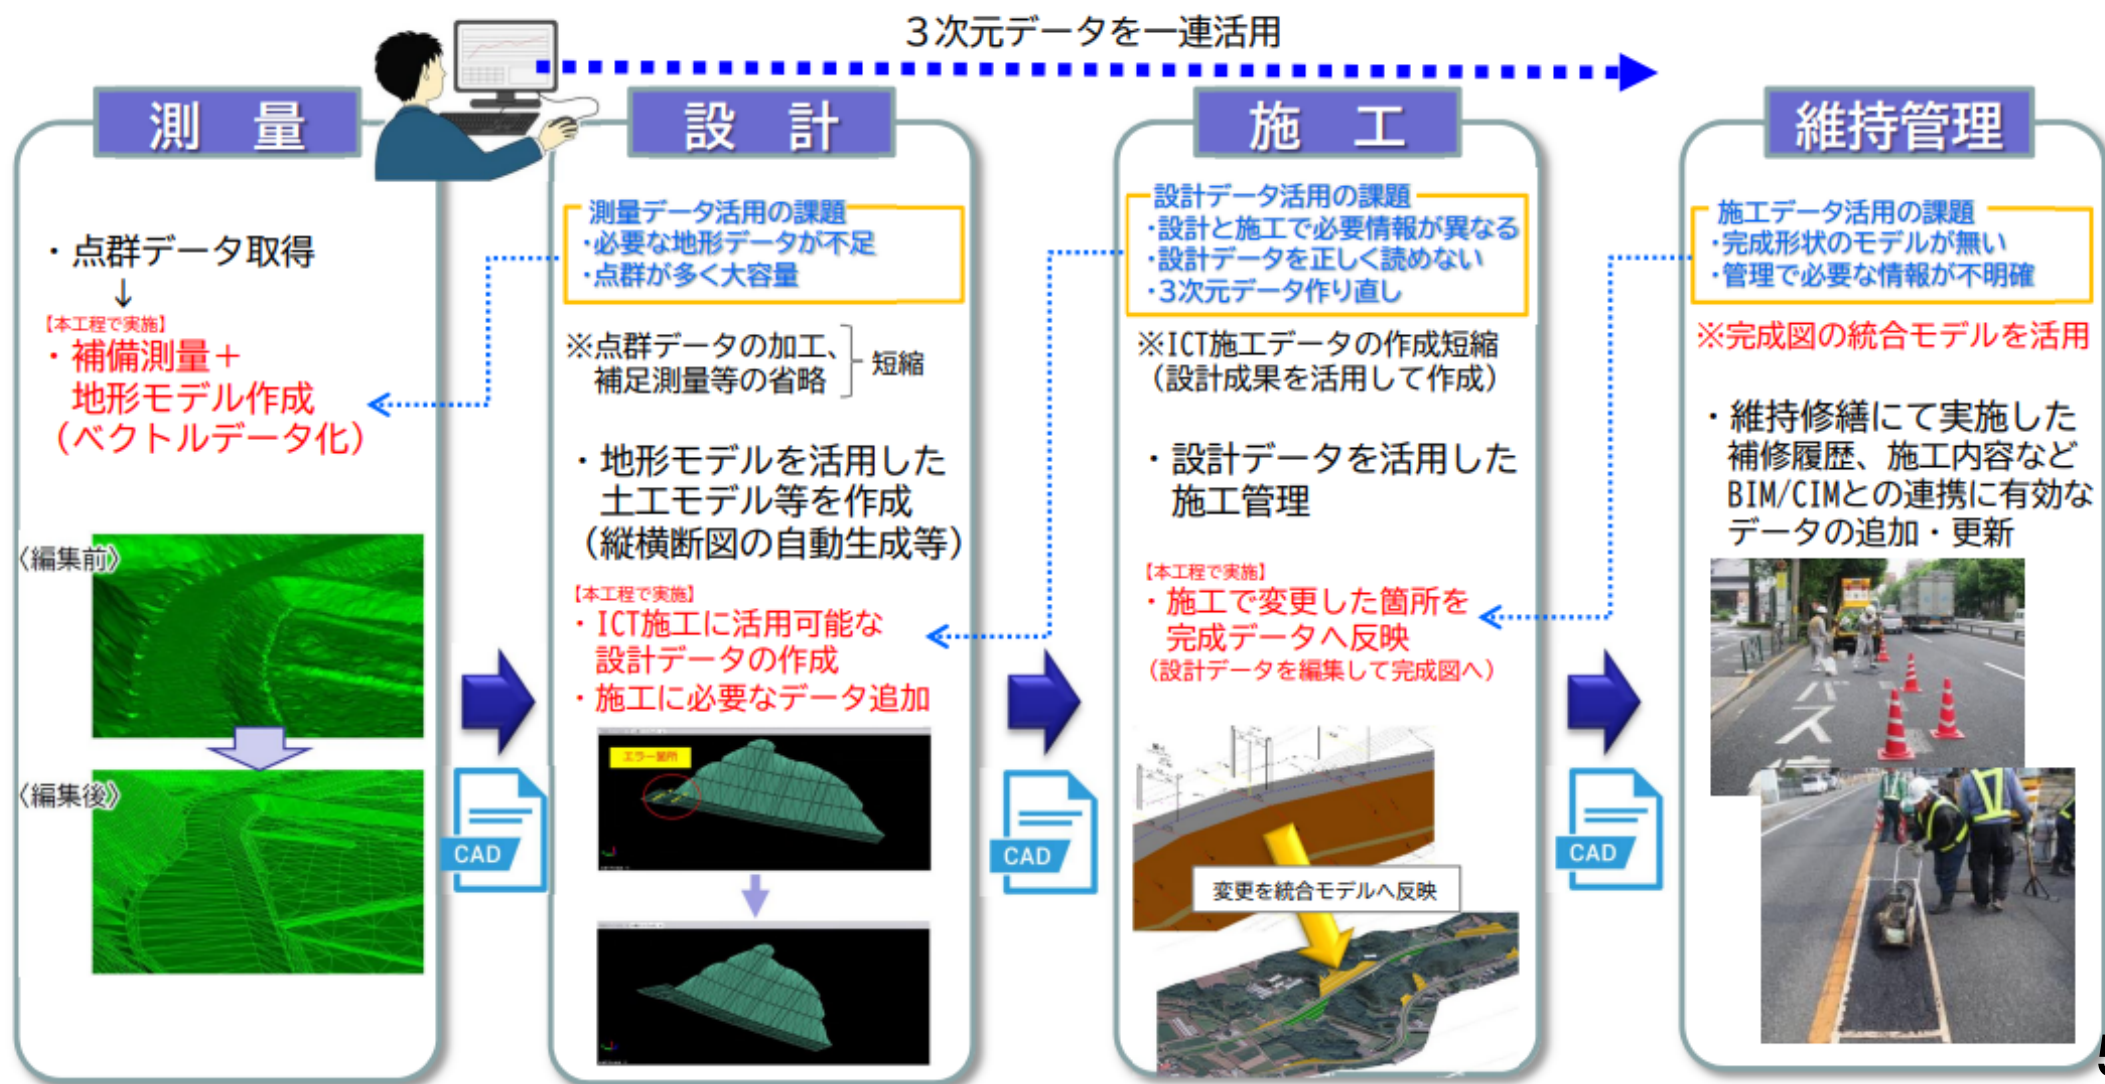 3次元データを一連活用
測 量
・点群データ取得
↓
【本工程で実施】
・補備測量＋
地形モデル作成
（ベクトルデータ化）
〈編集前〉
〈編集後〉
CAD
設 計
測量データ活用の課題
・必要な地形データが不足
・点群が多く大容量
※点群データの加工、
補足測量等の省略
短縮
・地形モデルを活用した
土工モデル等を作成
（縦横断図の自動生成等）
【本工程で実施】
・ICT施工に活用可能な
設計データの作成
・施工に必要なデータ追加
エラー箇所
CAD
施 工
設計データ活用の課題
・設計と施工で必要情報が異なる
・設計データを正しく読めない
・3次元データ作り直し
※ICT施工データの作成短縮
（設計成果を活用して作成）
・設計データを活用した
施工管理
【本工程で実施】
・施工で変更した箇所を
完成データへ反映
（設計データを編集して完成図へ）
変更を統合モデルへ反映
CAD
維持管理
施工データ活用の課題
・完成形状のモデルが無い
・管理で必要な情報が不明確
※完成図の統合モデルを活用
・維持修繕にて実施した
補修履歴、施工内容など
BIM/CIMとの連携に有効な
データの追加・更新
バス
5